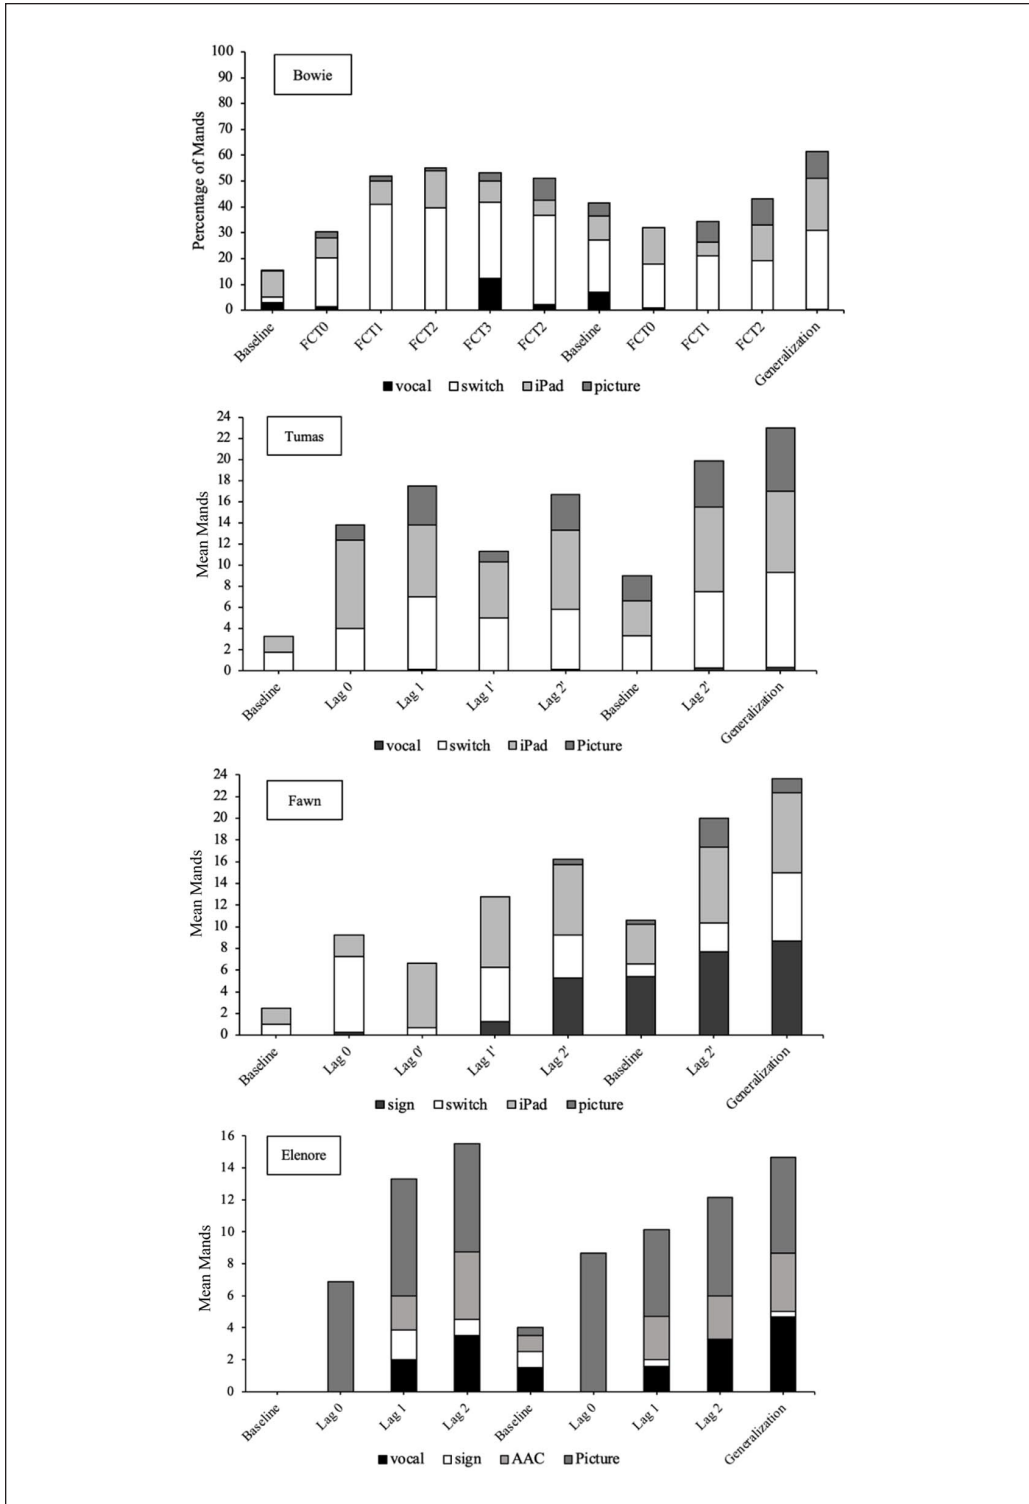 Bowie
Percentage of Mands
100
90
80
70
60
50
40
30
20
10
0
Baseline
FCT0
FCT1
FCT2
FCT3
FCT2
Baseline
FCT0
FCT1
FCT2
Generalization
vocal switch iPad picture
Tumas
Mean Mands
24
22
20
18
16
14
12
10
8
6
4
2
0
Baseline
Lag 0
Lag 1
Lag 1'
Lag 2'
Baseline
Lag 2'
Generalization
vocal switch iPad Picture
Fawn
Mean Mands
24
22
20
18
16
14
12
10
8
6
4
2
0
Baseline
Lag 0
Lag 0'
Lag 1'
Lag 2'
Baseline
Lag 2'
Generalization
sign switch iPad picture
Elenore
Mean Mands
16
14
12
10
8
6
4
2
0
Baseline
Lag 0
Lag 1
Lag 2
Baseline
Lag 0
Lag 1
Lag 2
Generalization
vocal sign AAC Picture